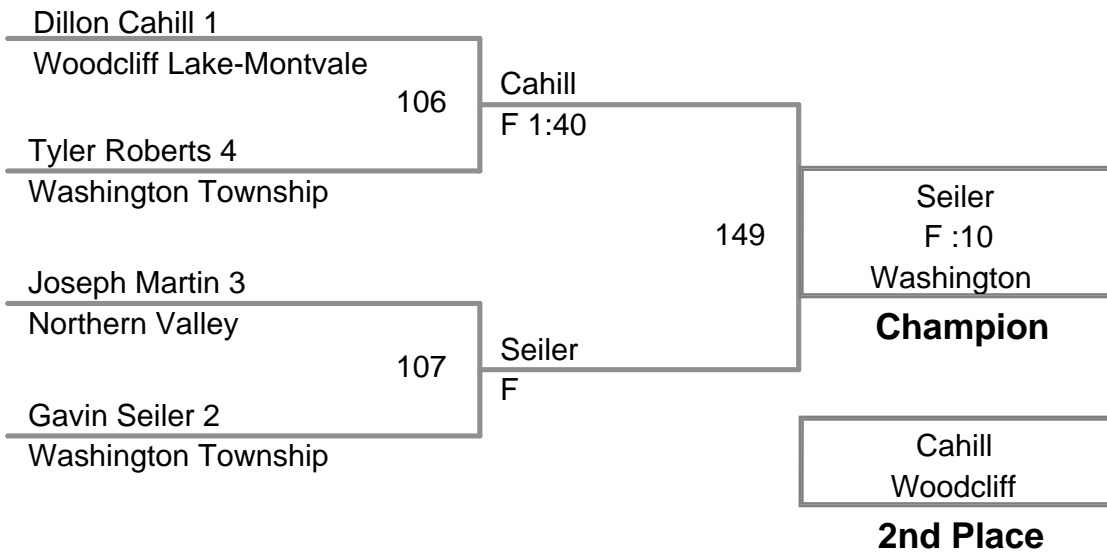 Dillon Cahill 1
Woodcliff Lake-Montvale
106
Tyler Roberts 4
Washington Township
Cahill
F 1:40
Joseph Martin 3
Northern Valley
107
Gavin Seiler 2
Washington Township
Seiler
F
149
Seiler
F :10
Washington
Champion
Cahill
Woodcliff
2nd Place